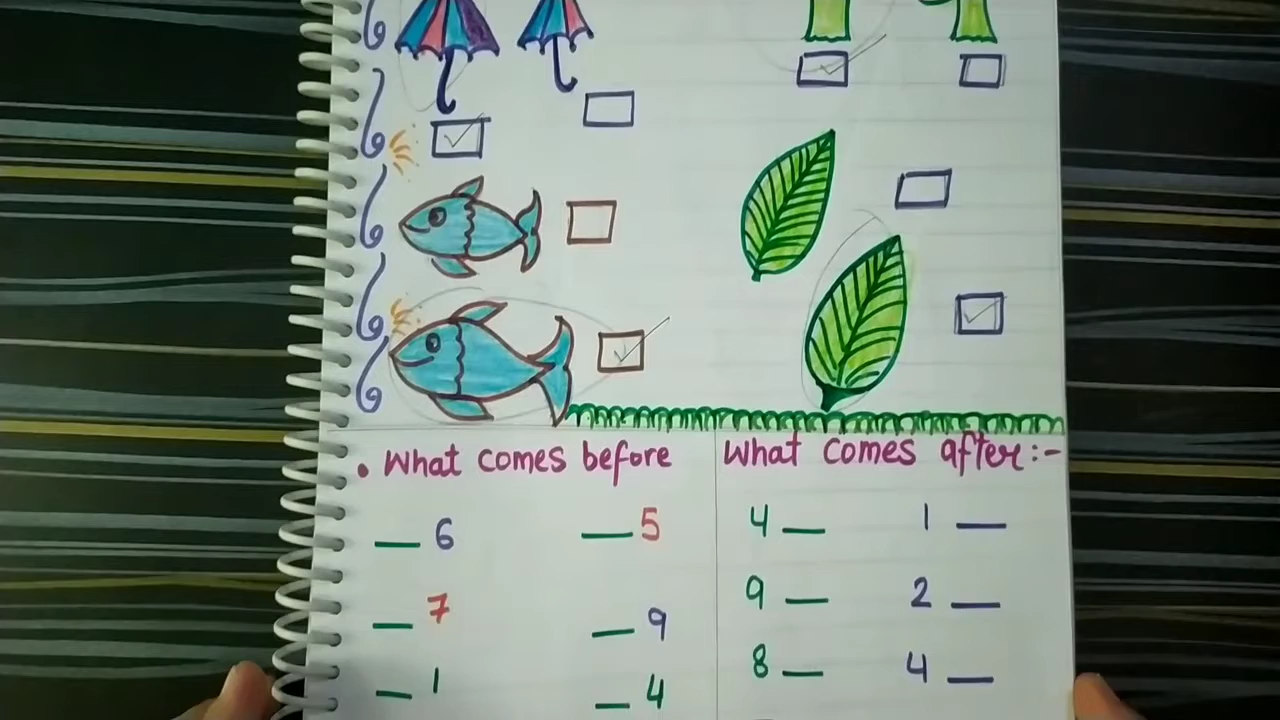 • What comes before
__ 6 __ 5
__ 7 __ 9
__ 1 __ 4
What comes after:-
4 __ 1 __
9 __ 2 __
8 __ 4 __